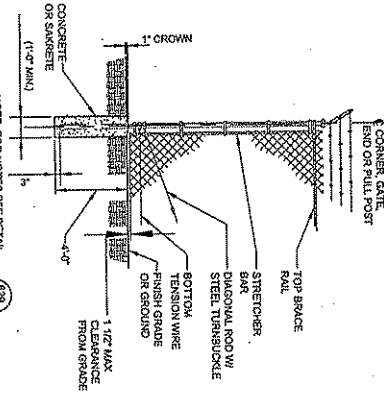 ℄ CORNER, GATE,
END OR PULL POST
TOP BRACE
RAIL
STRETCHER
BAR
DIAGONAL ROD W/
STEEL TURNBUCKLE
BOTTOM
TENSION WIRE
FINISH GRADE
OR GROUND
1 1/2" MAX
CLEARANCE
FROM GRADE
1" CROWN
CONCRETE
OR SAKRETE
(1'-0" MIN.)
3"
4'-0"